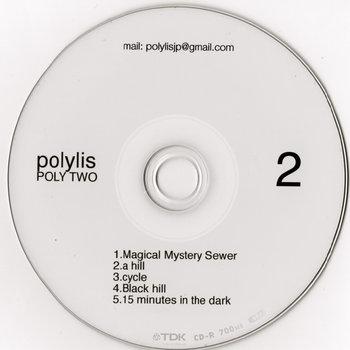 mail: polylisjp@gmail.com
polylis
POLY TWO
2
1.Magical Mystery Sewer
2.a hill
3.cycle
4.Black hill
5.15 minutes in the dark
TDK CD-R 700MB